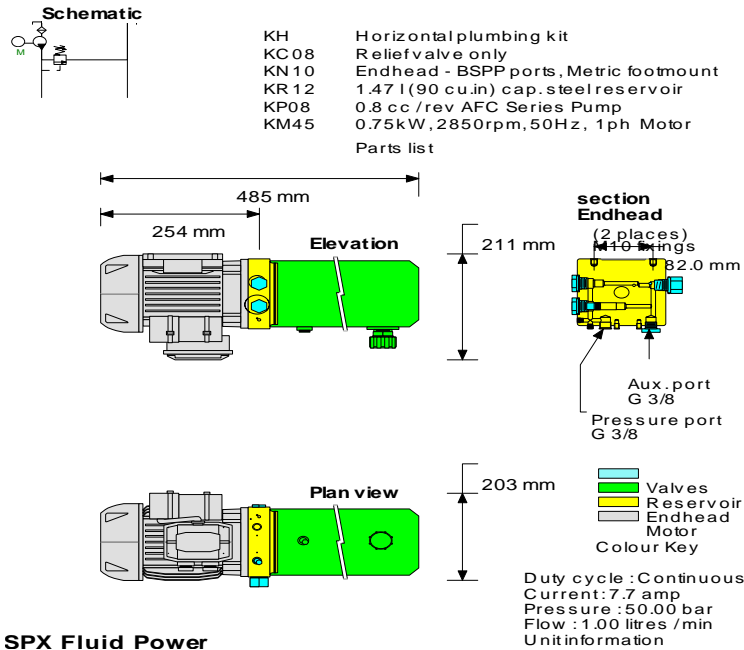 Schematic
M
KH Horizontal plumbing kit
KC08 Relief valve only
KN10 Endhead - BSPP ports, Metric footmount
KR12 1.47 l (90 cu.in) cap. steel reservoir
KP08 0.8 cc / rev AFC Series Pump
KM45 0.75kW, 2850rpm, 50Hz, 1ph Motor
Parts list
485 mm
254 mm
Elevation
211 mm
section
Endhead
(2 places)
M10 fixings
82.0 mm
Aux. port
G 3/8
Pressure port
G 3/8
Plan view
203 mm
Valves
Reservoir
Endhead
Motor
Colour Key
Duty cycle : Continuous
Current : 7.7 amp
Pressure : 50.00 bar
Flow : 1.00 litres / min
Unit information
SPX Fluid Power